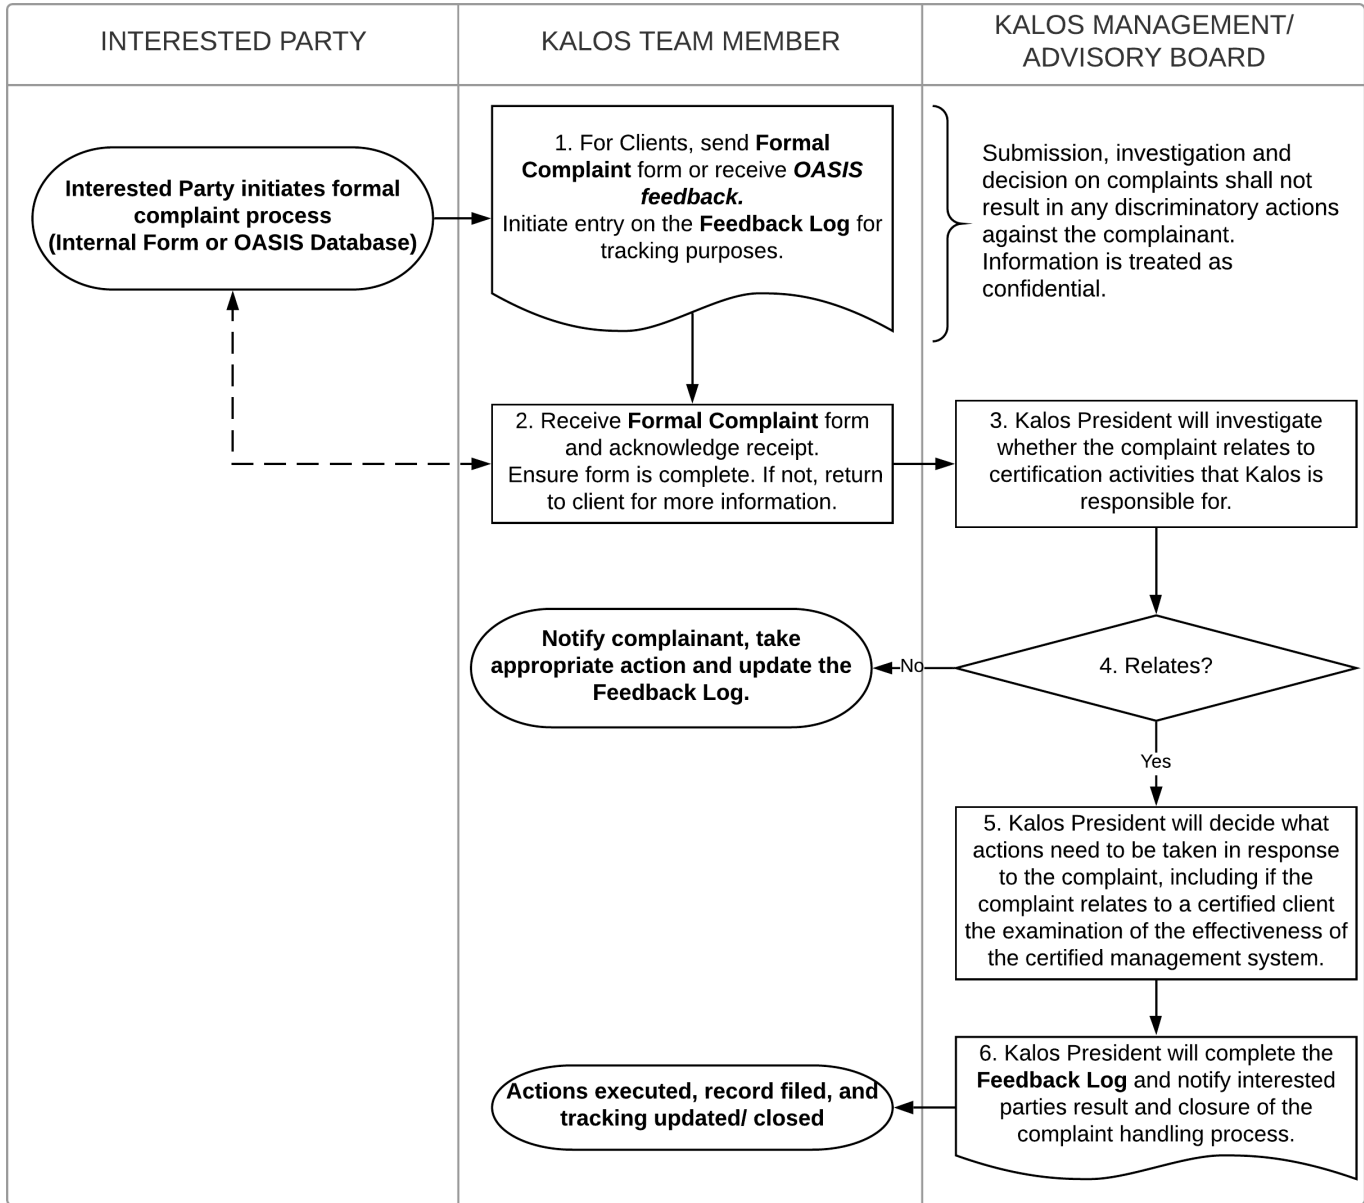 INTERESTED PARTY
KALOS TEAM MEMBER
KALOS MANAGEMENT/
ADVISORY BOARD
Interested Party initiates formal
complaint process
(Internal Form or OASIS Database)
1. For Clients, send Formal
Complaint form or receive OASIS
feedback.
Initiate entry on the Feedback Log for
tracking purposes.
Submission, investigation and
decision on complaints shall not
result in any discriminatory actions
against the complainant.
Information is treated as
confidential.
2. Receive Formal Complaint form
and acknowledge receipt.
Ensure form is complete. If not, return
to client for more information.
3. Kalos President will investigate
whether the complaint relates to
certification activities that Kalos is
responsible for.
4. Relates?
No
Notify complainant, take
appropriate action and update the
Feedback Log.
Yes
5. Kalos President will decide what
actions need to be taken in response
to the complaint, including if the
complaint relates to a certified client
the examination of the effectiveness of
the certified management system.
6. Kalos President will complete the
Feedback Log and notify interested
parties result and closure of the
complaint handling process.
Actions executed, record filed, and
tracking updated/ closed